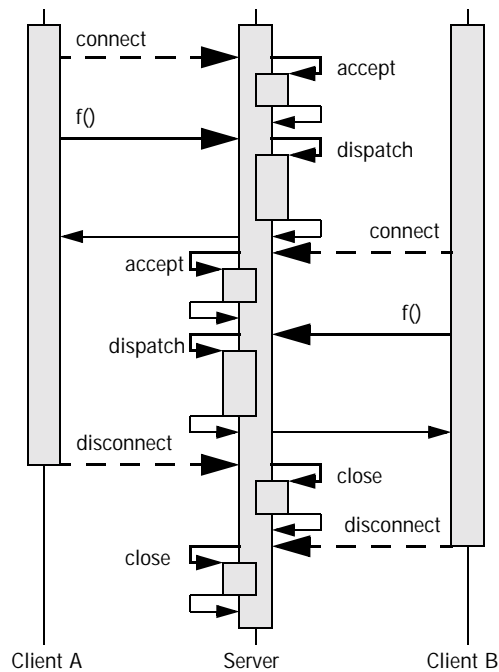 connect
accept
f()
dispatch
connect
accept
f()
dispatch
disconnect
close
disconnect
close
Client A
Server
Client B